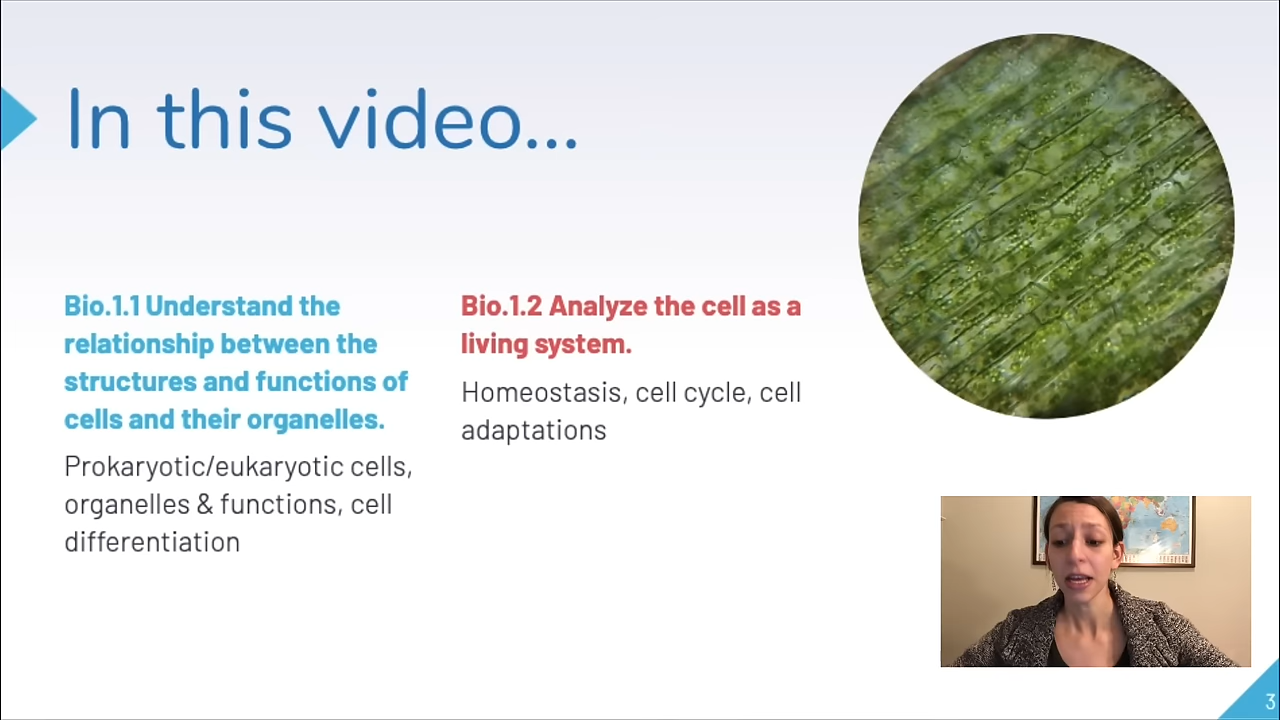 In this video...
Bio.1.1 Understand the
relationship between the
structures and functions of
cells and their organelles.
Prokaryotic/eukaryotic cells,
organelles & functions, cell
differentiation
Bio.1.2 Analyze the cell as a
living system.
Homeostasis, cell cycle, cell
adaptations
3